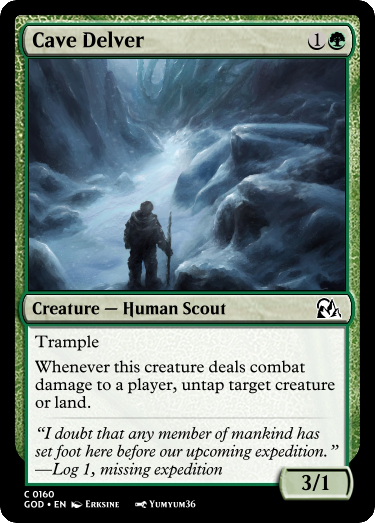 Cave Delver 1
Creature — Human Scout
Trample
Whenever this creature deals combat
damage to a player, untap target creature
or land.
“I doubt that any member of mankind has
set foot here before our upcoming expedition.”
—Log 1, missing expedition
3/1
C 0160
GOD • EN Erksine Yumyum36